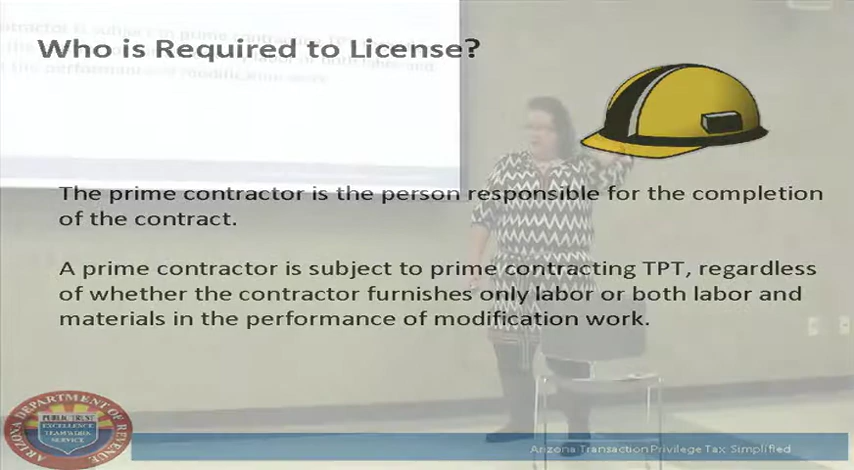 Who is Required to License?
The prime contractor is the person responsible for the completion
of the contract.
A prime contractor is subject to prime contracting TPT, regardless
of whether the contractor furnishes only labor or both labor and
materials in the performance of modification work.
ARIZONA DEPARTMENT OF REVENUE
PUBLIC TRUST
EXCELLENCE
TEAMWORK
SERVICE
Arizona Transaction Privilege Tax: Simplified